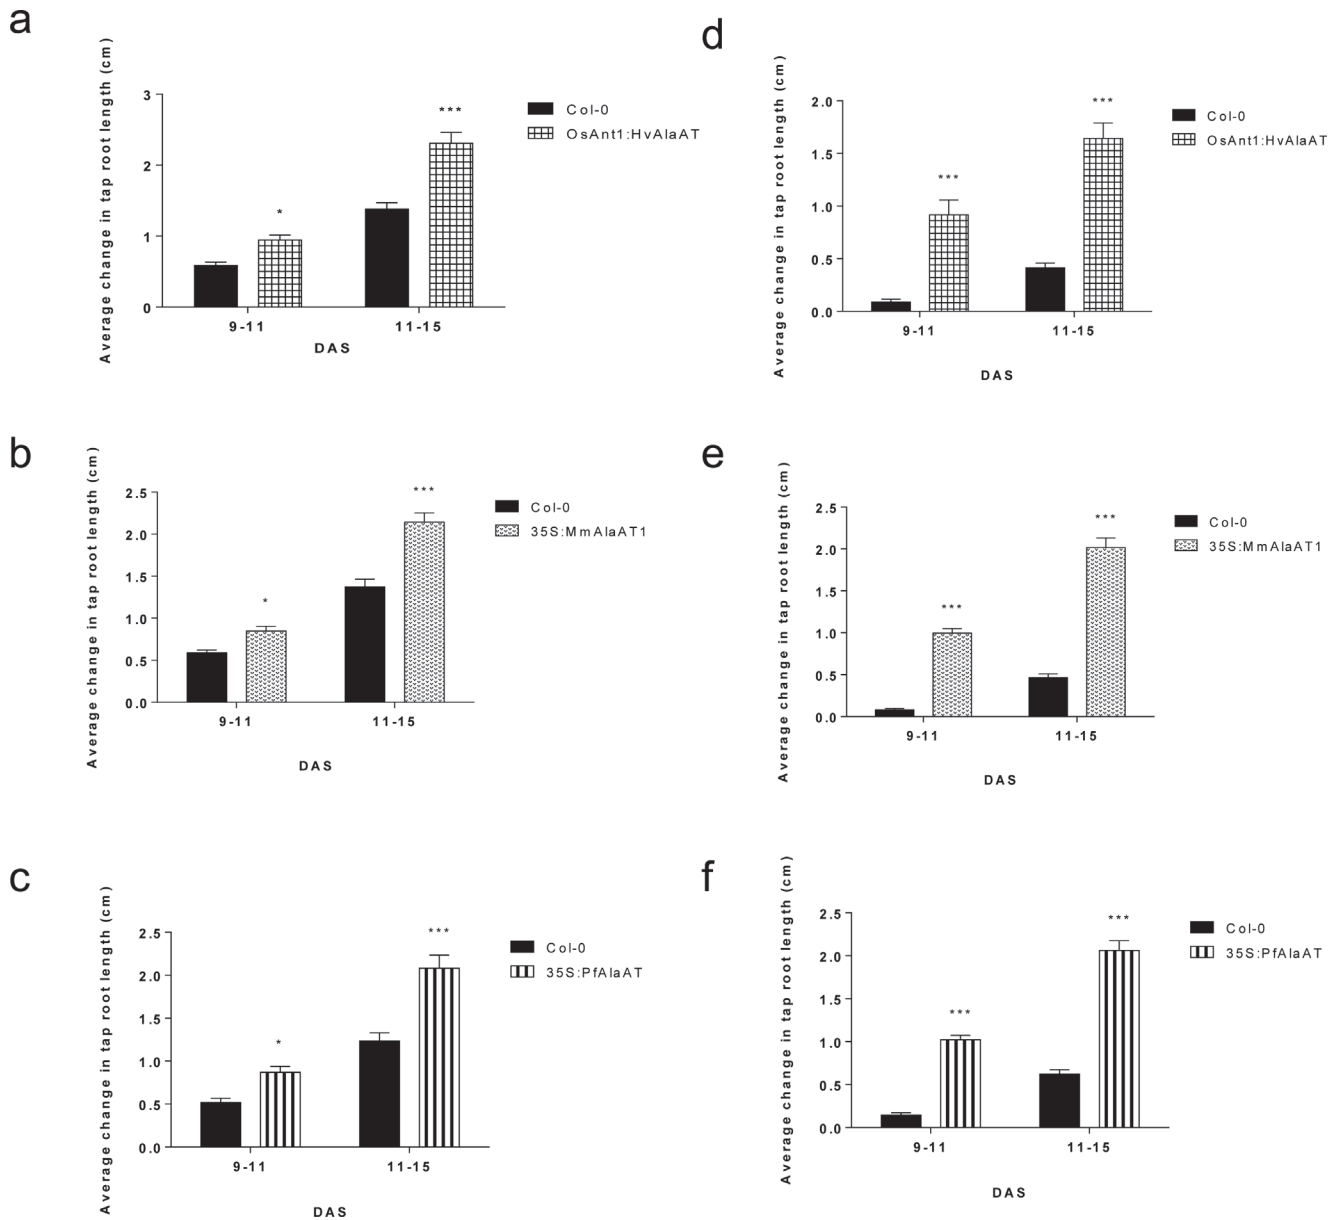 a
Average change in tap root length (cm)
3
2
1
0
***
*
9-11
11-15
DAS
Col-0
OsAnt1:HvAlaAT
d
Average change in tap root length (cm)
2.0
1.5
1.0
0.5
0.0
***
***
9-11
11-15
DAS
Col-0
OsAnt1:HvAlaAT
b
Average change in tap root length (cm)
2.5
2.0
1.5
1.0
0.5
0.0
***
*
9-11
11-15
DAS
Col-0
35S:MmAlaAT1
e
Average change in tap root length (cm)
2.5
2.0
1.5
1.0
0.5
0.0
***
***
9-11
11-15
DAS
Col-0
35S:MmAlaAT1
c
Average change in tap root length (cm)
2.5
2.0
1.5
1.0
0.5
0.0
***
*
9-11
11-15
DAS
Col-0
35S:PfAlaAT
f
Average change in tap root length (cm)
2.5
2.0
1.5
1.0
0.5
0.0
***
***
9-11
11-15
DAS
Col-0
35S:PfAlaAT